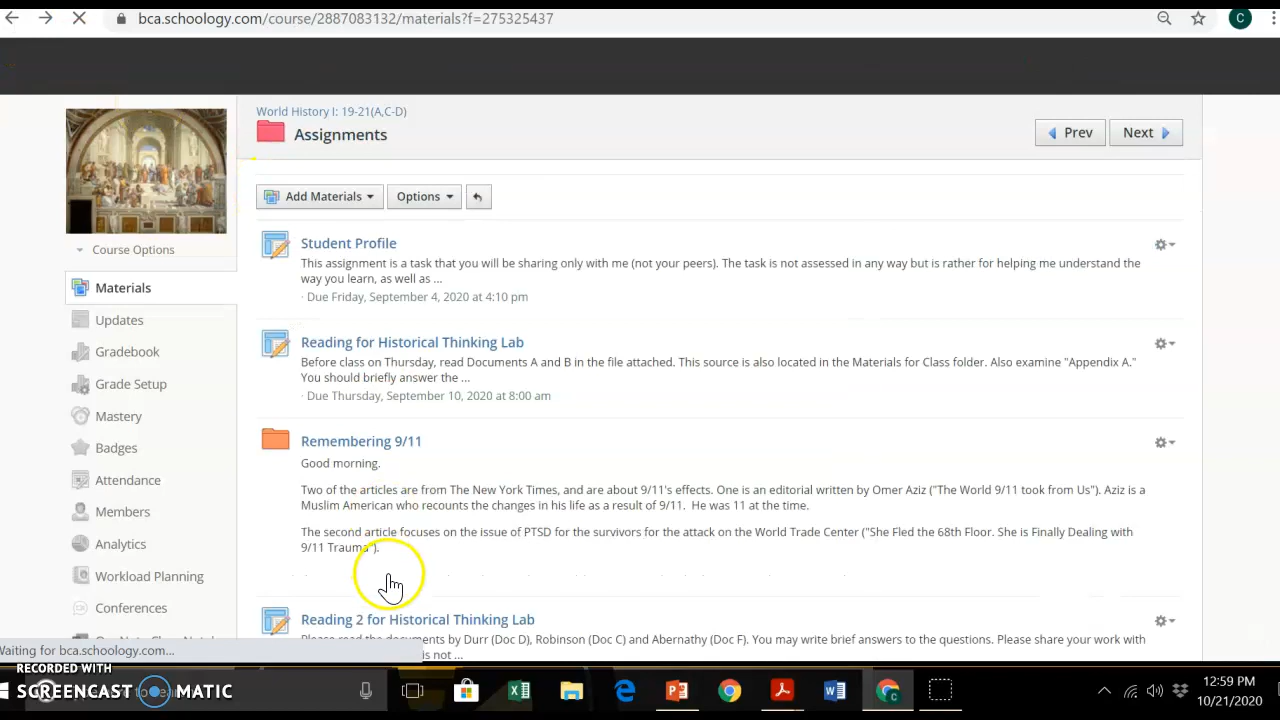 bca.schoology.com/course/2887083132/materials?f=275325437
C
World History I: 19-21(A,C-D)
Assignments
Prev
Next
Add Materials
Options
Course Options
Materials
Updates
Gradebook
Grade Setup
Mastery
Badges
Attendance
Members
Analytics
Workload Planning
Conferences
Student Profile
This assignment is a task that you will be sharing only with me (not your peers). The task is not assessed in any way but is rather for helping me understand the
way you learn, as well as ...
· Due Friday, September 4, 2020 at 4:10 pm
Reading for Historical Thinking Lab
Before class on Thursday, read Documents A and B in the file attached. This source is also located in the Materials for Class folder. Also examine "Appendix A."
You should briefly answer the ...
· Due Thursday, September 10, 2020 at 8:00 am
Remembering 9/11
Good morning.
Two of the articles are from The New York Times, and are about 9/11's effects. One is an editorial written by Omer Aziz ("The World 9/11 took from Us"). Aziz is a
Muslim American who recounts the changes in his life as a result of 9/11. He was 11 at the time.
The second article focuses on the issue of PTSD for the survivors for the attack on the World Trade Center ("She Fled the 68th Floor. She is Finally Dealing with
9/11 Trauma").
Reading 2 for Historical Thinking Lab
Please read the documents by Durr (Doc D), Robinson (Doc C) and Abernathy (Doc F). You may write brief answers to the questions. Please share your work with
is not ...
Waiting for bca.schoology.com...
RECORDED WITH
SCREENCAST MATIC
12:59 PM
10/21/2020